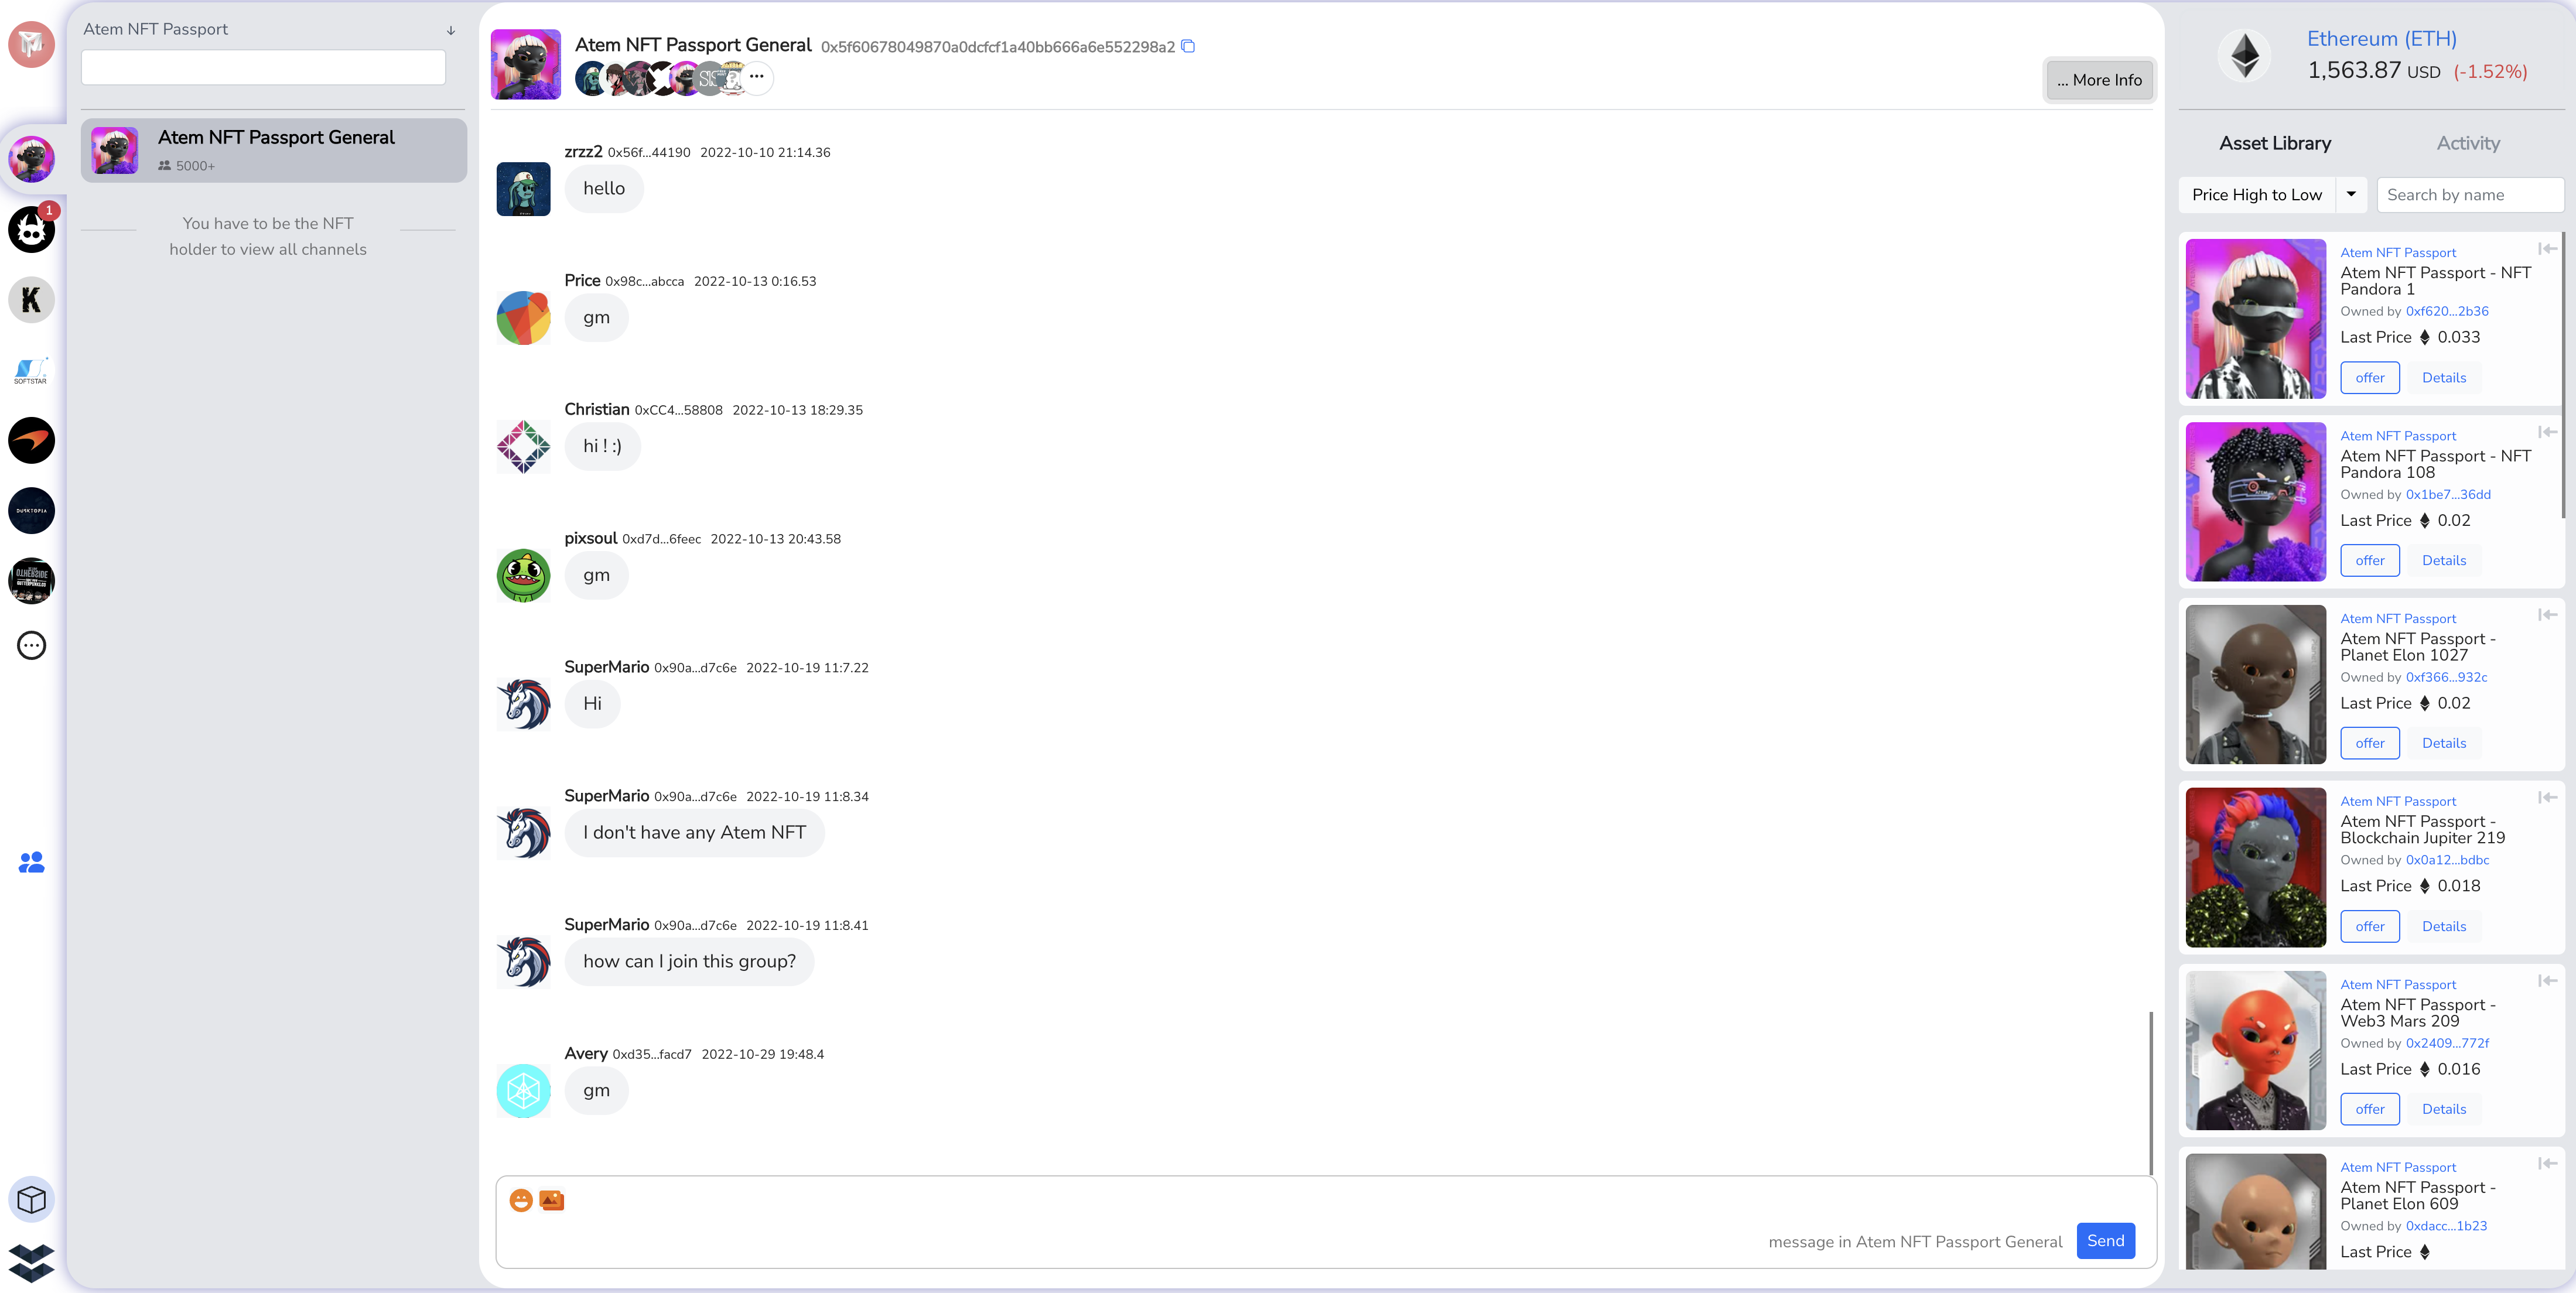 Atem NFT Passport
↓
Atem NFT Passport General
5000+
You have to be the NFT
holder to view all channels
1
K
SOFTSTAR
DUSKTOPIA
OTHERSIDE
Atem NFT Passport General 0x5f60678049870a0dcfcf1a40bb666a6e552298a2
... More Info
zrzz2 0x56f...44190 2022-10-10 21:14.36
hello
Price 0x98c...abcca 2022-10-13 0:16.53
gm
Christian 0xCC4...58808 2022-10-13 18:29.35
hi ! :)
pixsoul 0xd7d...6feec 2022-10-13 20:43.58
gm
SuperMario 0x90a...d7c6e 2022-10-19 11:7.22
Hi
SuperMario 0x90a...d7c6e 2022-10-19 11:8.34
I don't have any Atem NFT
SuperMario 0x90a...d7c6e 2022-10-19 11:8.41
how can I join this group?
Avery 0xd35...facd7 2022-10-29 19:48.4
gm
message in Atem NFT Passport General
Send
Ethereum (ETH)
1,563.87 USD (-1.52%)
Asset Library Activity
Price High to Low Search by name
Atem NFT Passport
Atem NFT Passport - NFT
Pandora 1
Owned by 0xf620...2b36
Last Price 0.033
offer Details
Atem NFT Passport
Atem NFT Passport - NFT
Pandora 108
Owned by 0x1be7...36dd
Last Price 0.02
offer Details
Atem NFT Passport
Atem NFT Passport -
Planet Elon 1027
Owned by 0xf366...932c
Last Price 0.02
offer Details
Atem NFT Passport
Atem NFT Passport -
Blockchain Jupiter 219
Owned by 0x0a12...bdbc
Last Price 0.018
offer Details
Atem NFT Passport
Atem NFT Passport -
Web3 Mars 209
Owned by 0x2409...772f
Last Price 0.016
offer Details
Atem NFT Passport
Atem NFT Passport -
Planet Elon 609
Owned by 0xdacc...1b23
Last Price